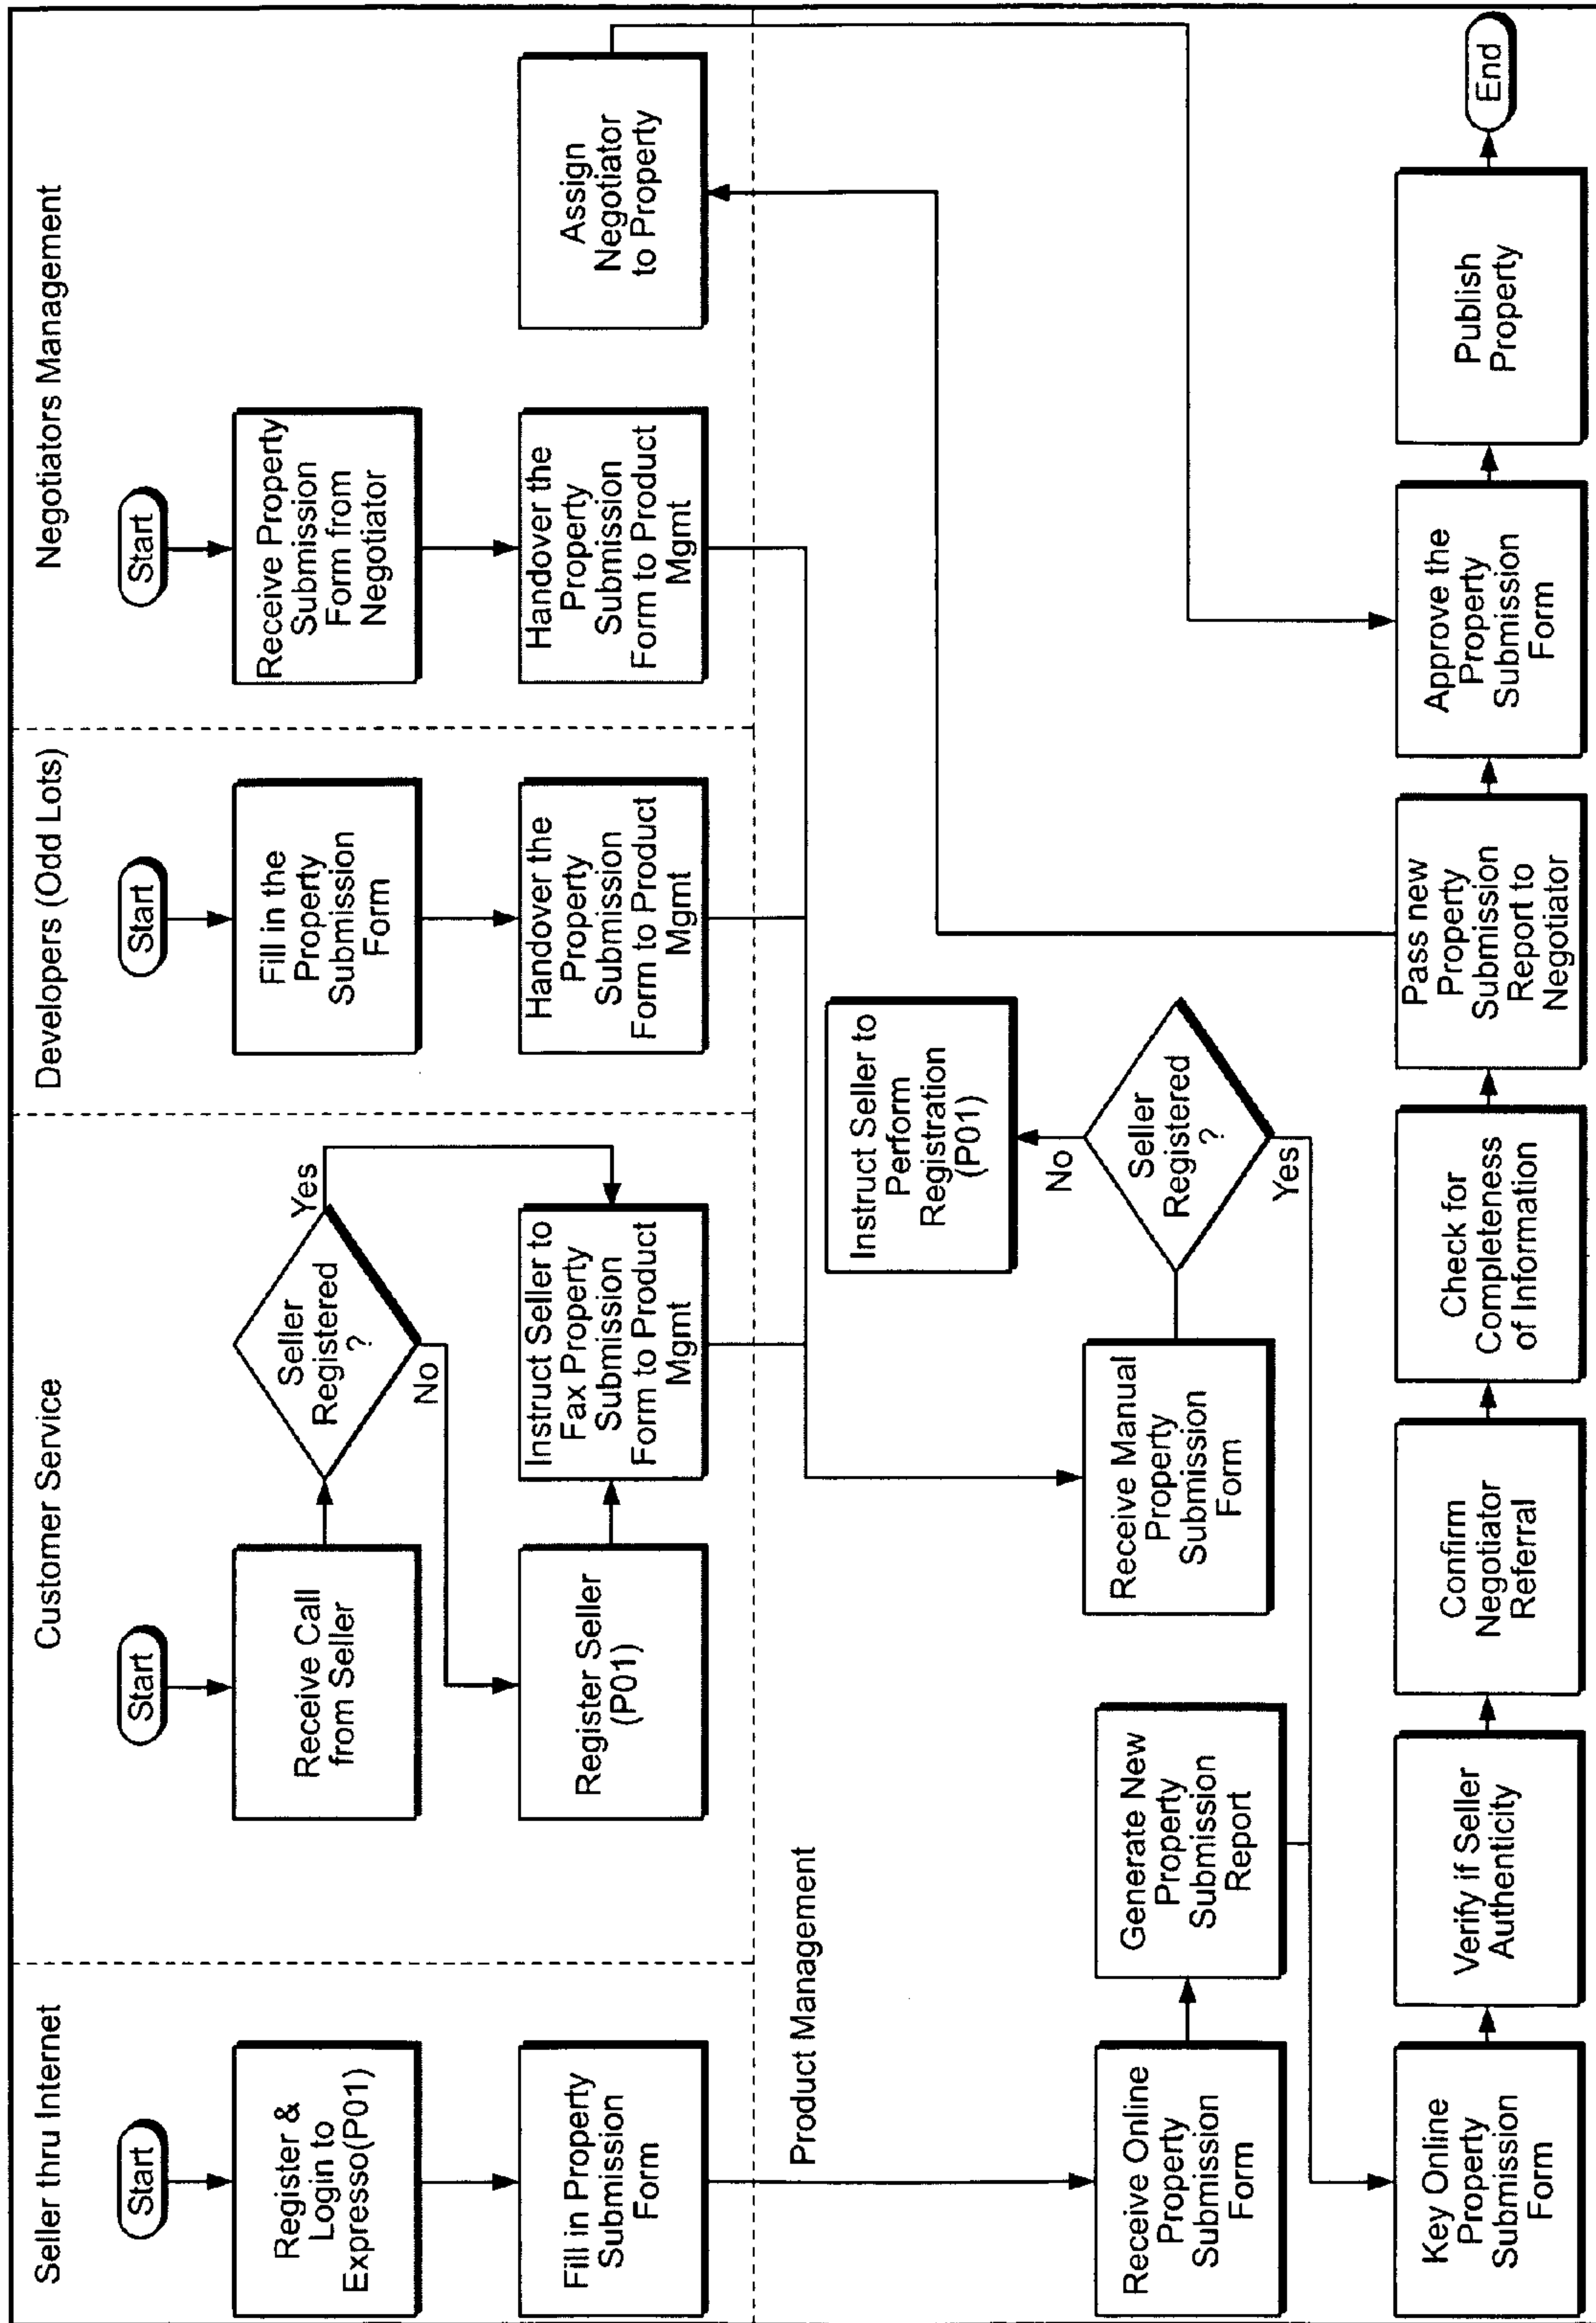 Seller thru Internet
Start
Register &
Login to
Expresso(P01)
Fill in Property
Submission
Form
Customer Service
Start
Receive Call
from Seller
Seller
Registered
?
Yes
No
Register Seller
(P01)
Instruct Seller to
Fax Property
Submission
Form to Product
Mgmt
Developers (Odd Lots)
Start
Fill in the
Property
Submission
Form
Handover the
Property
Submission
Form to Product
Mgmt
Negotiators Management
Start
Receive Property
Submission
Form from
Negotiator
Handover the
Property
Submission
Form to Product
Mgmt
Assign
Negotiator
to Property
Product Management
Receive Online
Property
Submission
Form
Generate New
Property
Submission
Report
Receive Manual
Property
Submission
Form
Seller
Registered
?
No
Yes
Instruct Seller to
Perform
Registration
(P01)
Key Online
Property
Submission
Form
Verify if Seller
Authenticity
Confirm
Negotiator
Referral
Check for
Completeness
of Information
Pass new
Property
Submission
Report to
Negotiator
Approve the
Property
Submission
Form
Publish
Property
End